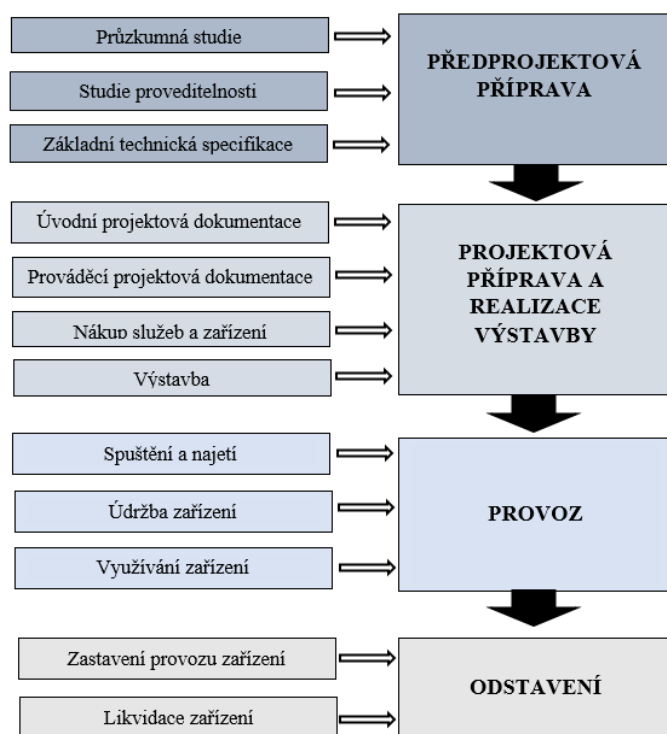 Průzkumná studie
Studie proveditelnosti
Základní technická specifikace
PŘEDPROJEKTOVÁ
PŘÍPRAVA
Úvodní projektová dokumentace
Prováděcí projektová dokumentace
Nákup služeb a zařízení
Výstavba
PROJEKTOVÁ
PŘÍPRAVA A
REALIZACE
VÝSTAVBY
Spuštění a najetí
Údržba zařízení
Využívání zařízení
PROVOZ
Zastavení provozu zařízení
Likvidace zařízení
ODSTAVENÍ